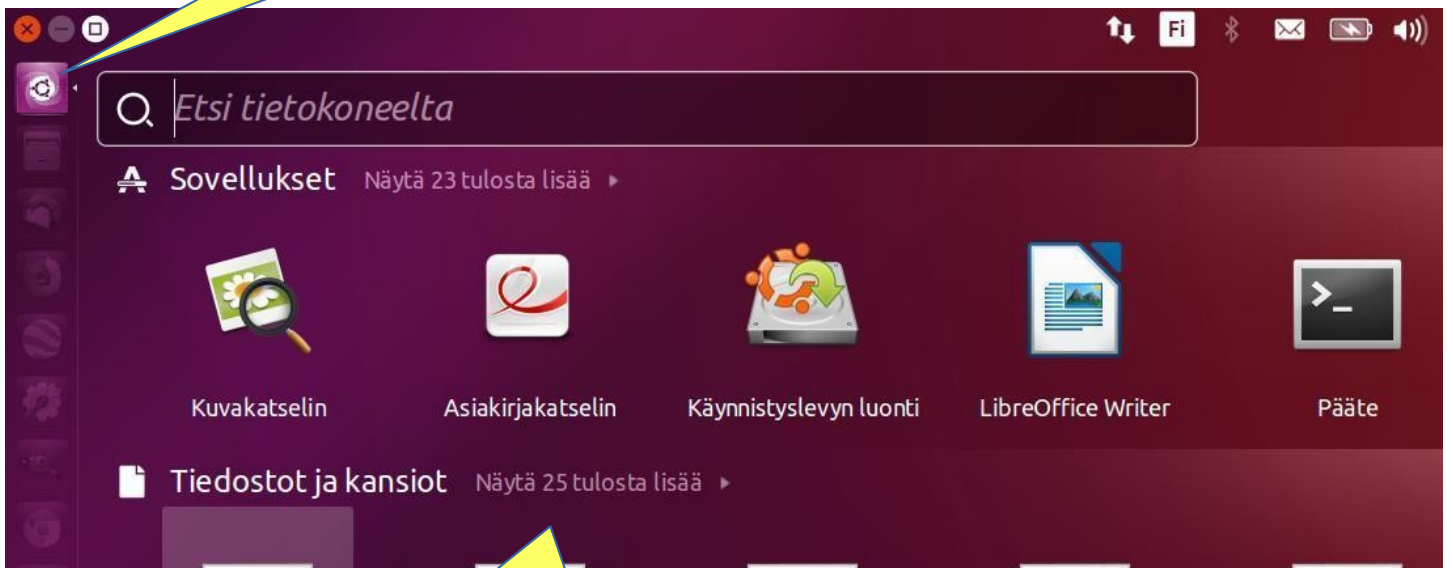 Fi
Etsi tietokoneelta
Sovellukset Näytä 23 tulosta lisää
Kuvakatselin Asiakirjakatselin Käynnistyslevyn luonti LibreOffice Writer Pääte
Tiedostot ja kansiot Näytä 25 tulosta lisää